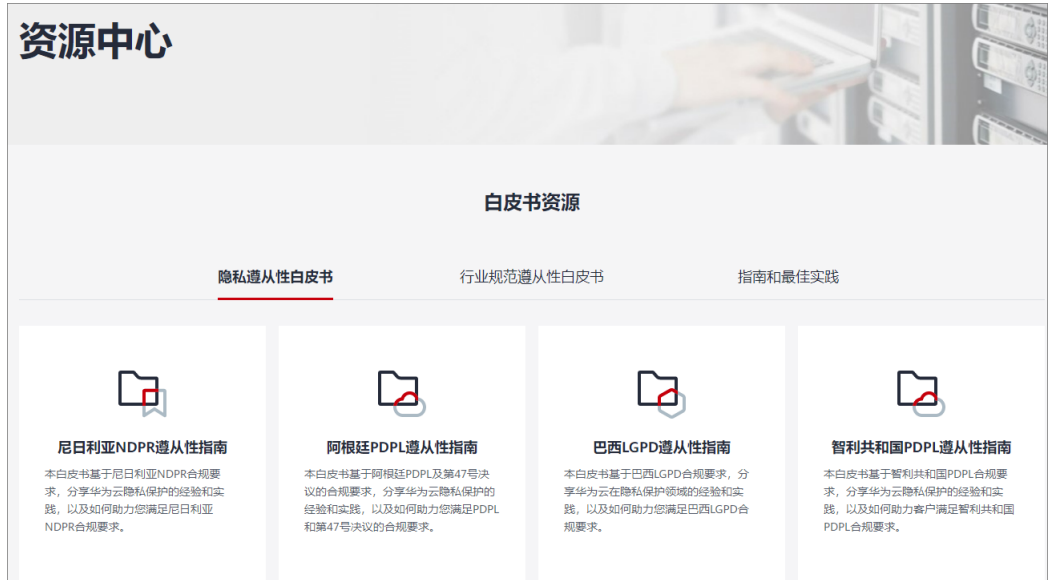 资源中心
白皮书资源
隐私遵从性白皮书
行业规范遵从性白皮书
指南和最佳实践
尼日利亚NDPR遵从性指南
本白皮书基于尼日利亚NDPR合规要
求，分享华为云隐私保护的经验和实
践，以及如何助力您满足尼日利亚
NDPR合规要求。
阿根廷PDPL遵从性指南
本白皮书基于阿根廷PDPL及第47号决
议的合规要求，分享华为云隐私保护的
经验和实践，以及如何助力您满足PDPL
和第47号决议的合规要求。
巴西LGPD遵从性指南
本白皮书基于巴西LGPD合规要求，分
享华为云在隐私保护领域的经验和实
践，以及如何助力您满足巴西LGPD合
规要求。
智利共和国PDPL遵从性指南
本白皮书基于智利共和国PDPL合规要
求，分享华为云隐私保护的经验和实
践，以及如何助力客户满足智利共和国
PDPL合规要求。